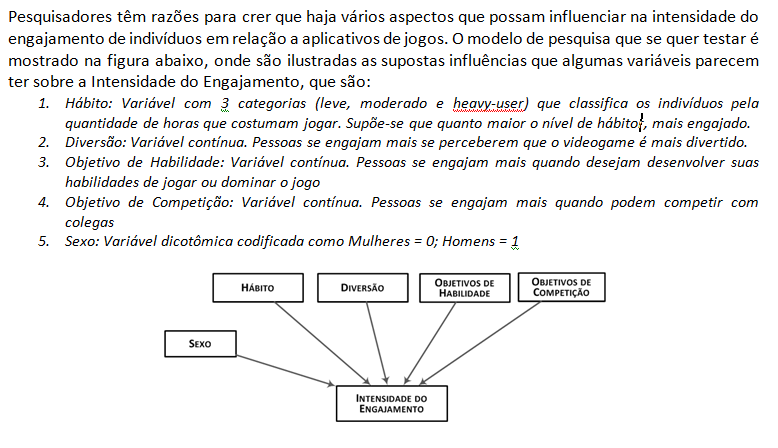 Pesquisadores têm razões para crer que haja vários aspectos que possam influenciar na intensidade do
engajamento de indivíduos em relação a aplicativos de jogos. O modelo de pesquisa que se quer testar é
mostrado na figura abaixo, onde são ilustradas as supostas influências que algumas variáveis parecem
ter sobre a Intensidade do Engajamento, que são:
1. Hábito: Variável com 3 categorias (leve, moderado e heavy-user) que classifica os indivíduos pela
quantidade de horas que costumam jogar. Supõe-se que quanto maior o nível de hábito, mais engajado.
2. Diversão: Variável contínua. Pessoas se engajam mais se perceberem que o videogame é mais divertido.
3. Objetivo de Habilidade: Variável contínua. Pessoas se engajam mais quando desejam desenvolver suas
habilidades de jogar ou dominar o jogo
4. Objetivo de Competição: Variável contínua. Pessoas se engajam mais quando podem competir com
colegas
5. Sexo: Variável dicotômica codificada como Mulheres = 0; Homens = 1
HÁBITO
DIVERSÃO
OBJETIVOS DE
HABILIDADE
OBJETIVOS DE
COMPETIÇÃO
SEXO
INTENSIDADE DO
ENGAJAMENTO